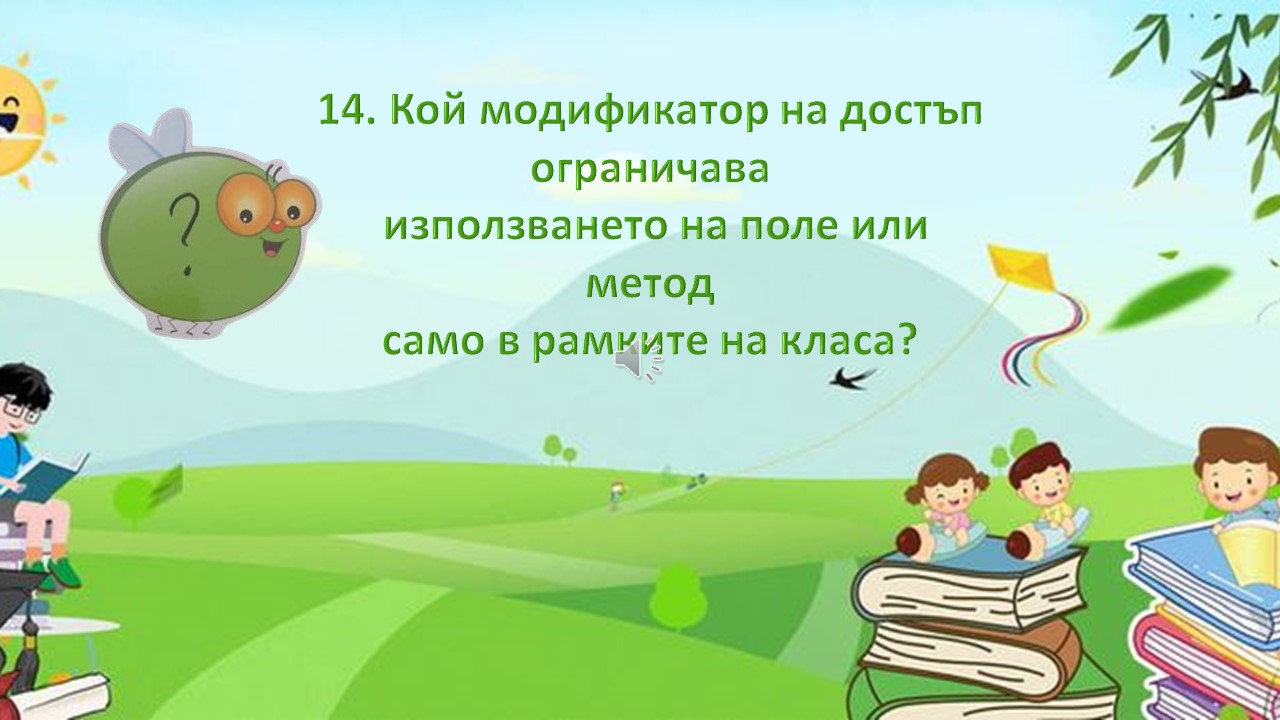 14. Кой модификатор на достъп
ограничава
използването на поле или
метод
само в рамките на класа?
?